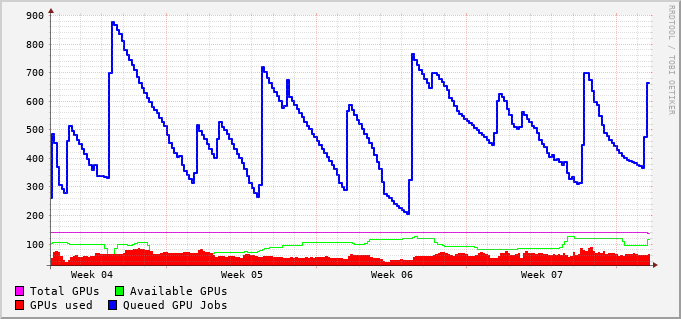 900
800
700
600
500
400
300
200
100
Week 04 Week 05 Week 06 Week 07
Total GPUs Available GPUs
GPUs used Queued GPU Jobs
RRDTOOL / TOBI OETIKER